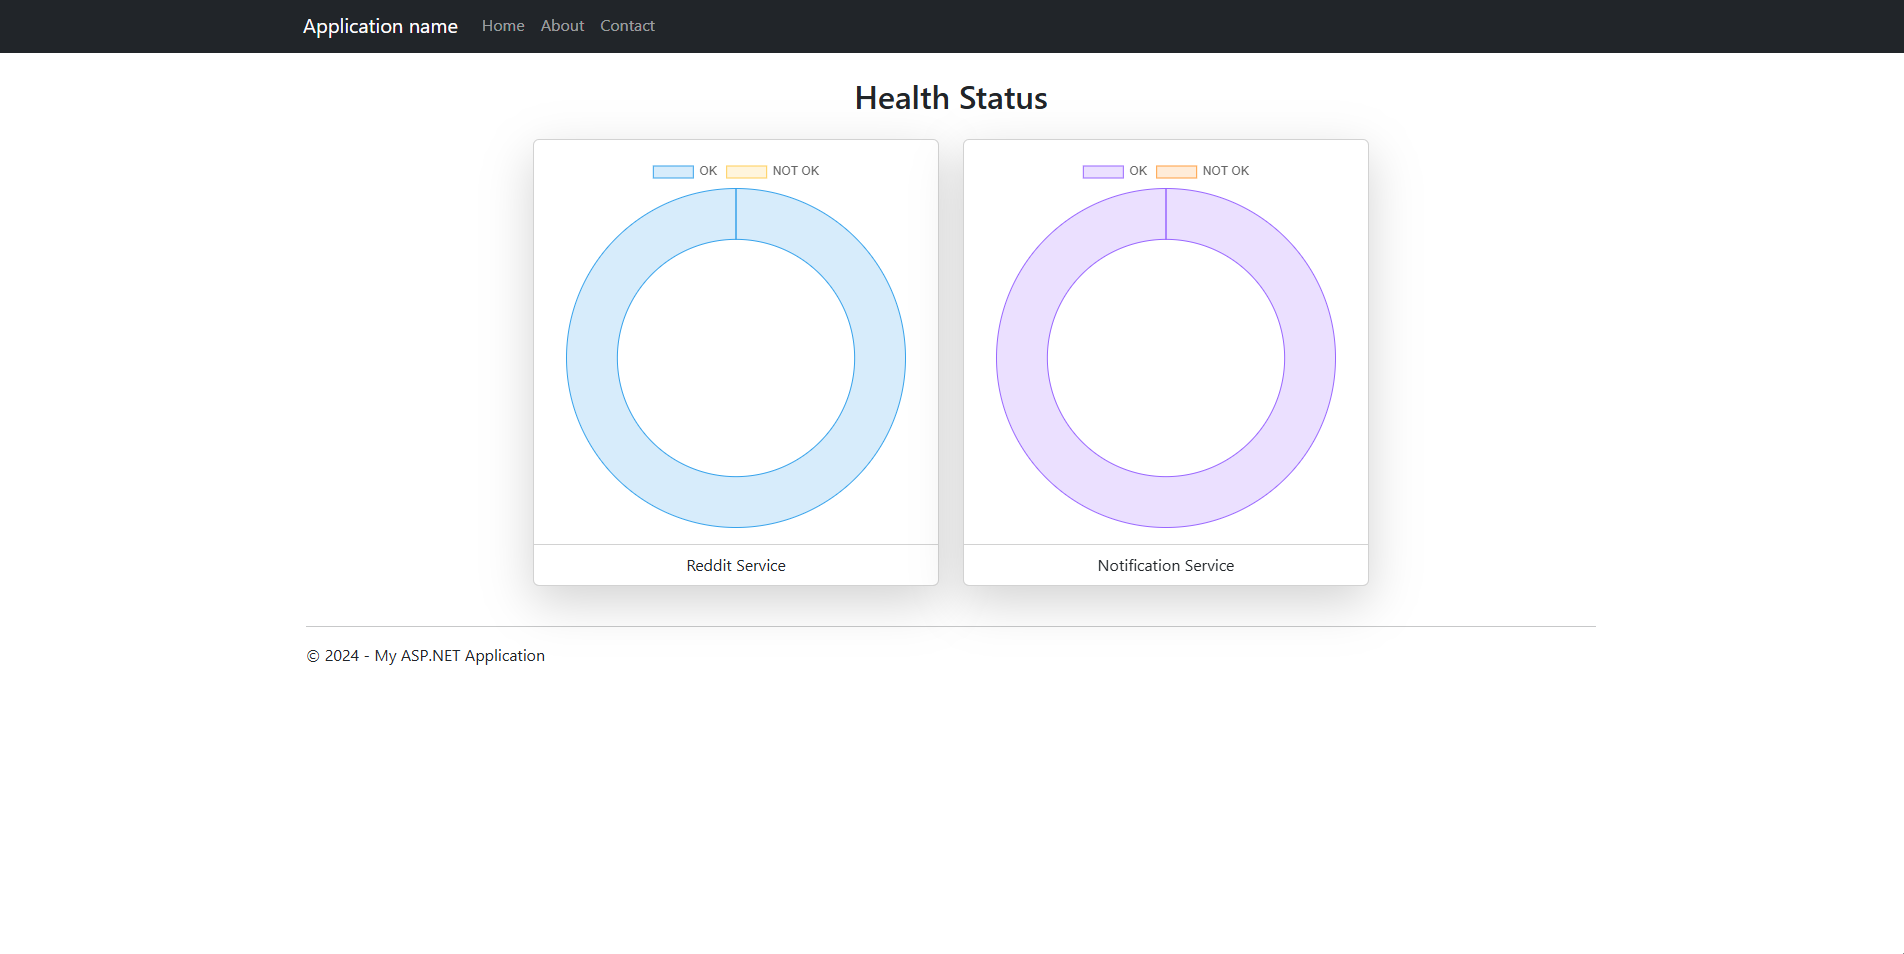 Application name Home About Contact
Health Status
OK NOT OK
Reddit Service
OK NOT OK
Notification Service
© 2024 - My ASP.NET Application